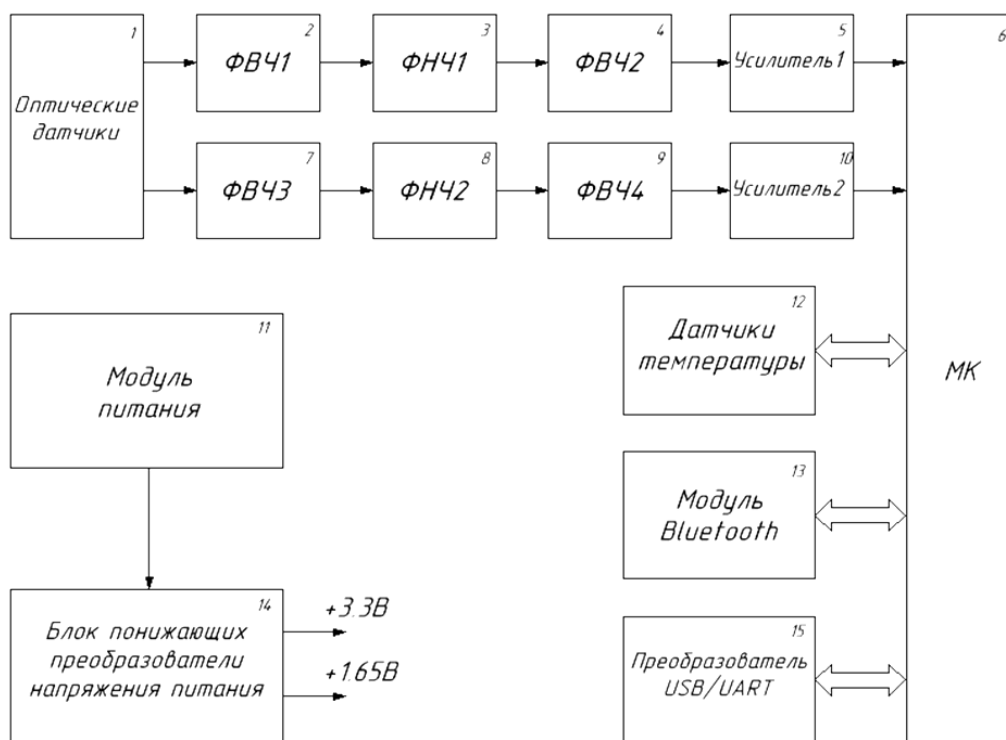 1
Оптические
датчики
2
ФВЧ1
3
ФНЧ1
4
ФВЧ2
5
Усилитель1
6
МК
7
ФВЧ3
8
ФНЧ2
9
ФВЧ4
10
Усилитель2
11
Модуль
питания
12
Датчики
температуры
13
Модуль
Bluetooth
14
Блок понижающих
преобразователи
напряжения питания
+3.3В
+1.65В
15
Преобразователь
USB/UART